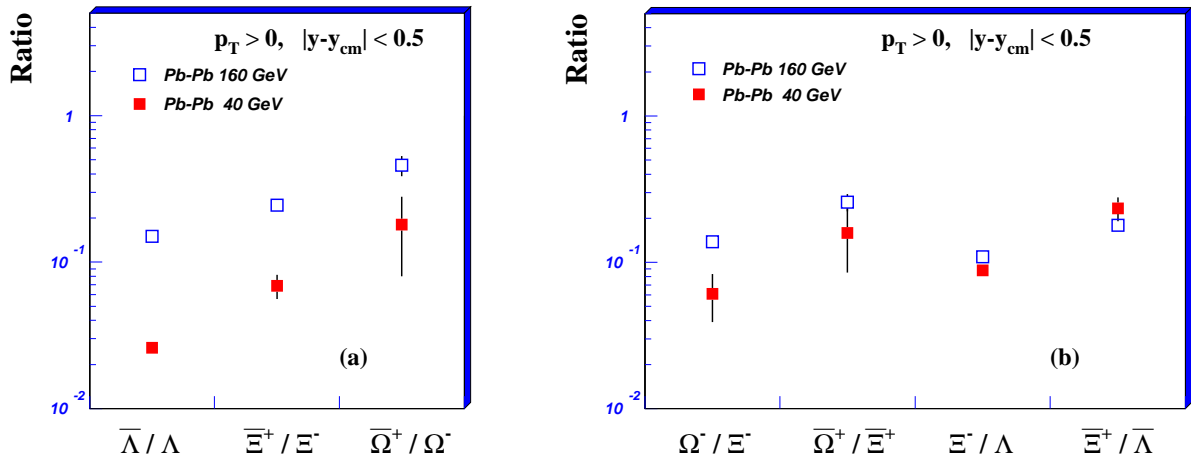 Ratio
p_T > 0, |y-y_cm| < 0.5
Pb-Pb 160 GeV
Pb-Pb 40 GeV
1
10^-1
10^-2
(a)
Λ̅ / Λ
Ξ̅⁺ / Ξ⁻
Ω̅⁺ / Ω⁻
Ratio
p_T > 0, |y-y_cm| < 0.5
Pb-Pb 160 GeV
Pb-Pb 40 GeV
1
10^-1
10^-2
(b)
Ω⁻ / Ξ⁻
Ω̅⁺ / Ξ̅⁺
Ξ⁻ / Λ
Ξ̅⁺ / Λ̅